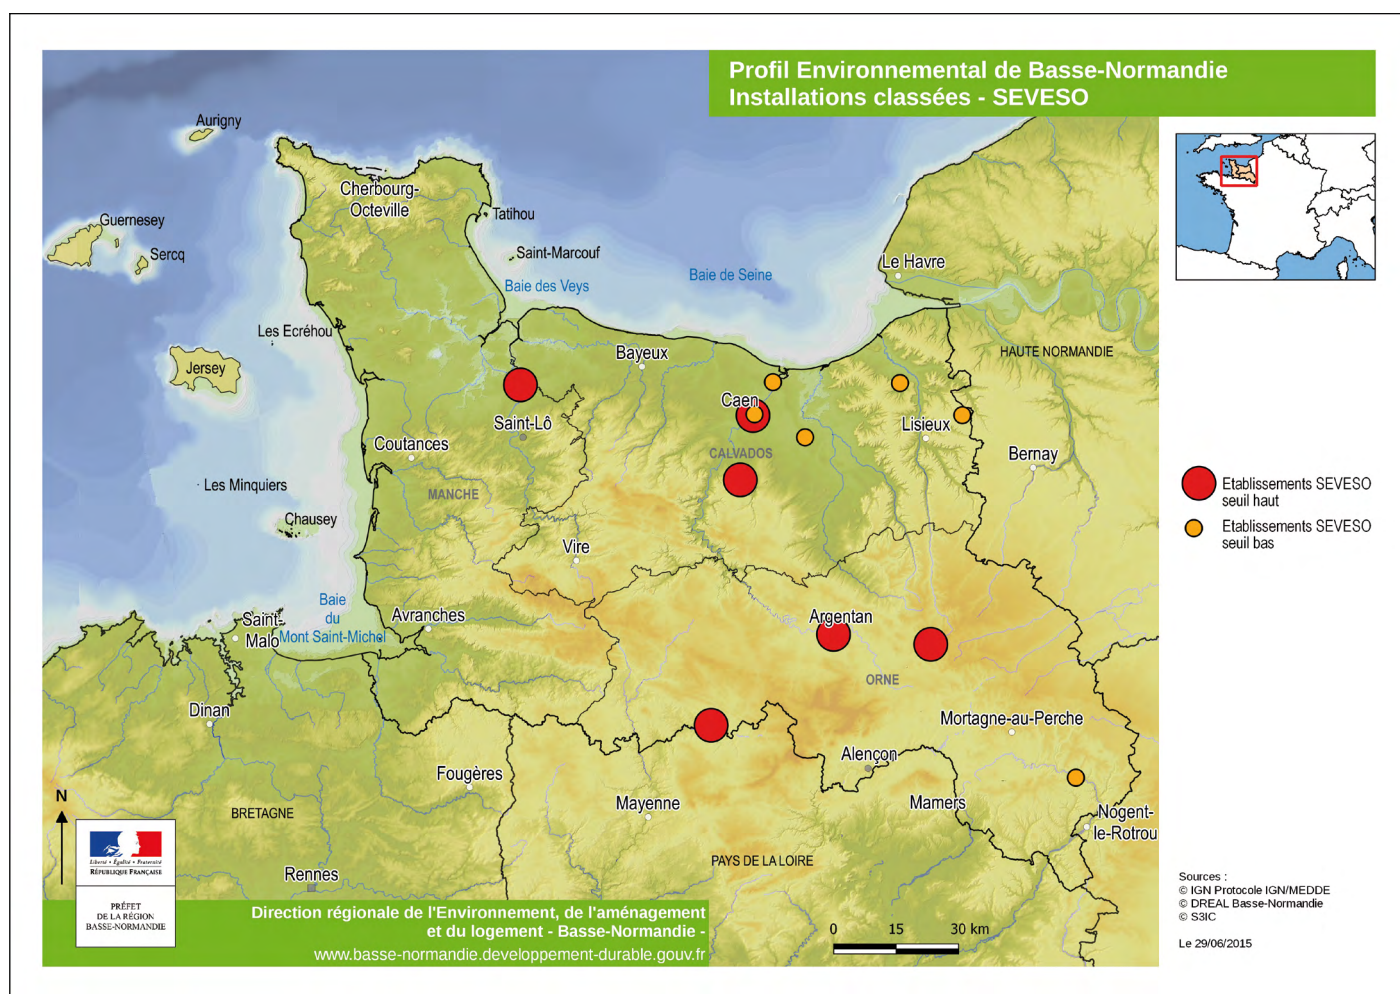 Profil Environnemental de Basse-Normandie
Installations classées - SEVESO
Aurigny
Cherbourg-
Octeville
Tatihou
Guernesey
Sercq
Saint-Marcouf
Baie des Veys
Baie de Seine
Le Havre
Les Ecréhou
Jersey
Bayeux
HAUTE NORMANDIE
Caen
Saint-Lô
Lisieux
Coutances
CALVADOS
Bernay
MANCHE
Les Minquiers
Chausey
Vire
Baie
du
Mont Saint-Michel
Saint-
Malo
Avranches
Argentan
ORNE
Dinan
Mortagne-au-Perche
Alençon
Fougères
Mayenne
Mamers
Nogent-
le-Rotrou
BRETAGNE
PAYS DE LA LOIRE
Rennes
N
Etablissements SEVESO
seuil haut
Etablissements SEVESO
seuil bas
Liberté • Égalité • Fraternité
RÉPUBLIQUE FRANÇAISE
PRÉFET
DE LA RÉGION
BASSE-NORMANDIE
Direction régionale de l'Environnement, de l'aménagement
et du logement - Basse-Normandie -
www.basse-normandie.developpement-durable.gouv.fr
0 15 30 km
Sources :
© IGN Protocole IGN/MEDDE
© DREAL Basse-Normandie
© S3IC
Le 29/06/2015